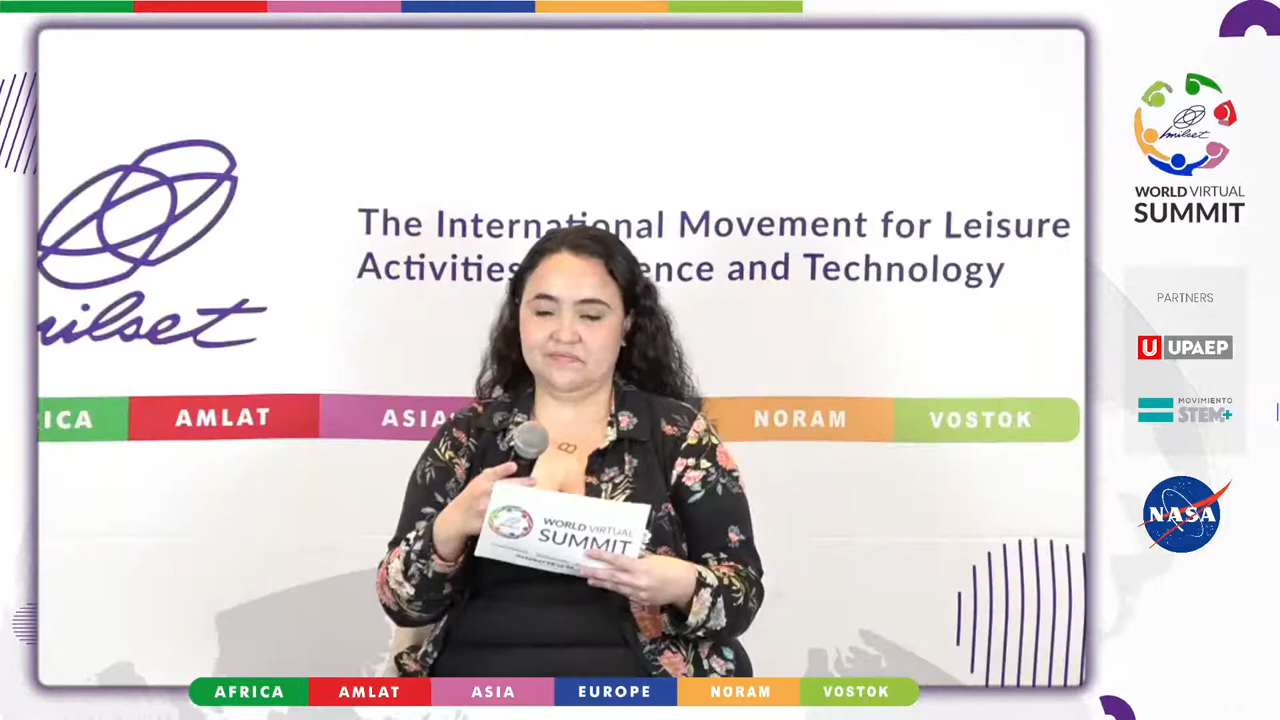 milset
WORLD VIRTUAL
SUMMIT
The International Movement for Leisure
Activities ence and Technology
milset
ICA AMLAT ASIA NORAM VOSTOK
PARTNERS
U UPAEP
MOVIMIENTO
STEM+
NASA
WORLD VIRTUAL
SUMMIT
AFRICA AMLAT ASIA EUROPE NORAM VOSTOK